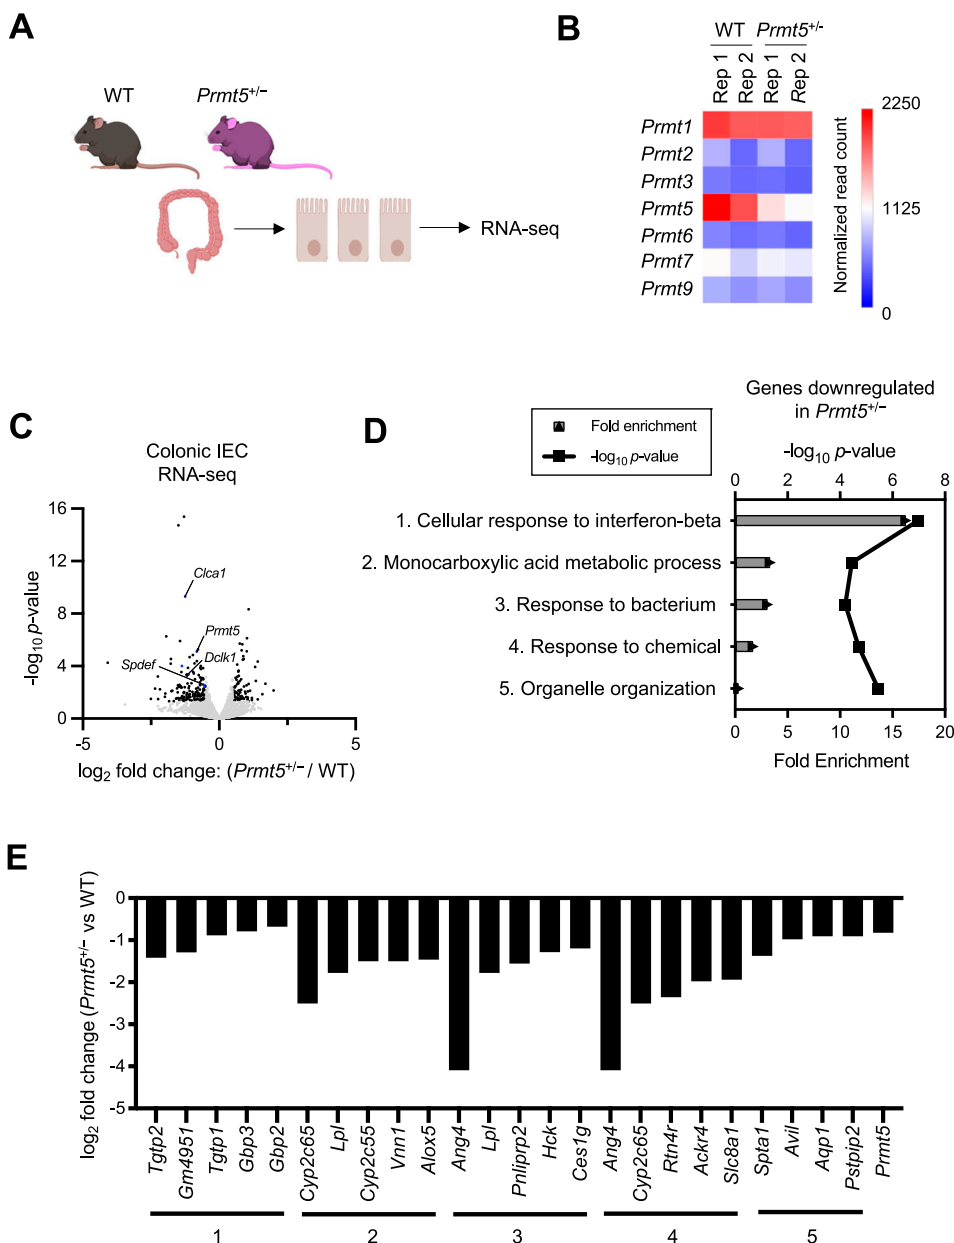 A
WT
Prmt5+/–
RNA-seq
B
WT
Prmt5+/-
Rep 1
Rep 2
Rep 1
Rep 2
Prmt1
Prmt2
Prmt3
Prmt5
Prmt6
Prmt7
Prmt9
2250
1125
0
Normalized read count
C
Colonic IEC
RNA-seq
16
12
8
4
0
-log10 p-value
Clca1
Prmt5
Dclk1
Spdef
-5
0
5
log2 fold change: (Prmt5+/– / WT)
D
Fold enrichment
-log10 p-value
Genes downregulated
in Prmt5+/–
-log10 p-value
0
2
4
6
8
1. Cellular response to interferon-beta
2. Monocarboxylic acid metabolic process
3. Response to bacterium
4. Response to chemical
5. Organelle organization
0
5
10
15
20
Fold Enrichment
E
log2 fold change (Prmt5+/– vs WT)
0
-1
-2
-3
-4
-5
Tgtp2
Gm4951
Tgtp1
Gbp3
Gbp2
Cyp2c65
Lpl
Cyp2c55
Vnn1
Alox5
Ang4
Lpl
Pnliprp2
Hck
Ces1g
Ang4
Cyp2c65
Rtn4r
Ackr4
Slc8a1
Spta1
Avil
Aqp1
Pstpip2
Prmt5
1
2
3
4
5